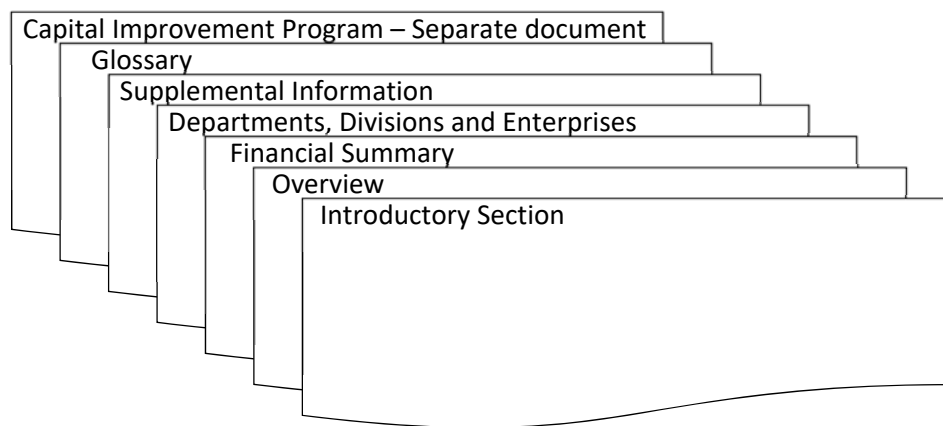 Capital Improvement Program – Separate document
Glossary
Supplemental Information
Departments, Divisions and Enterprises
Financial Summary
Overview
Introductory Section